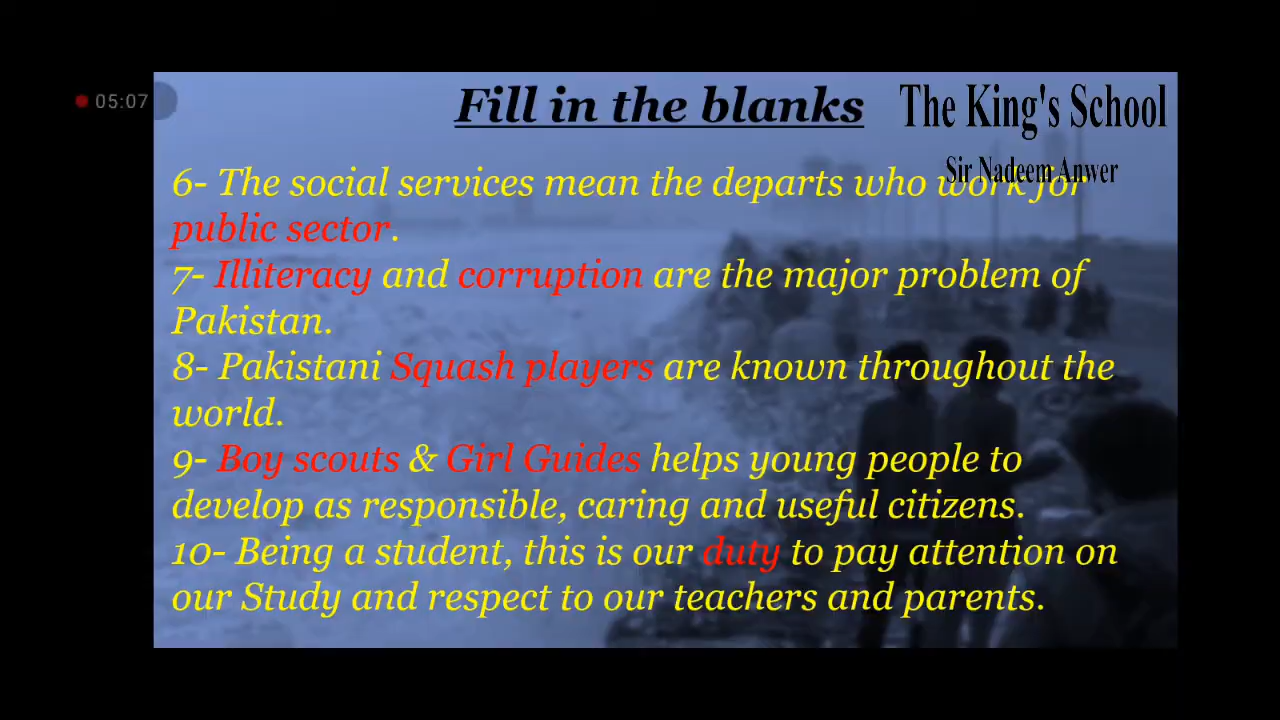 05:07
Fill in the blanks
The King's School
Sir Nadeem Anwer
6- The social services mean the departs who work for
public sector.
7- Illiteracy and corruption are the major problem of
Pakistan.
8- Pakistani Squash players are known throughout the
world.
9- Boy scouts & Girl Guides helps young people to
develop as responsible, caring and useful citizens.
10- Being a student, this is our duty to pay attention on
our Study and respect to our teachers and parents.